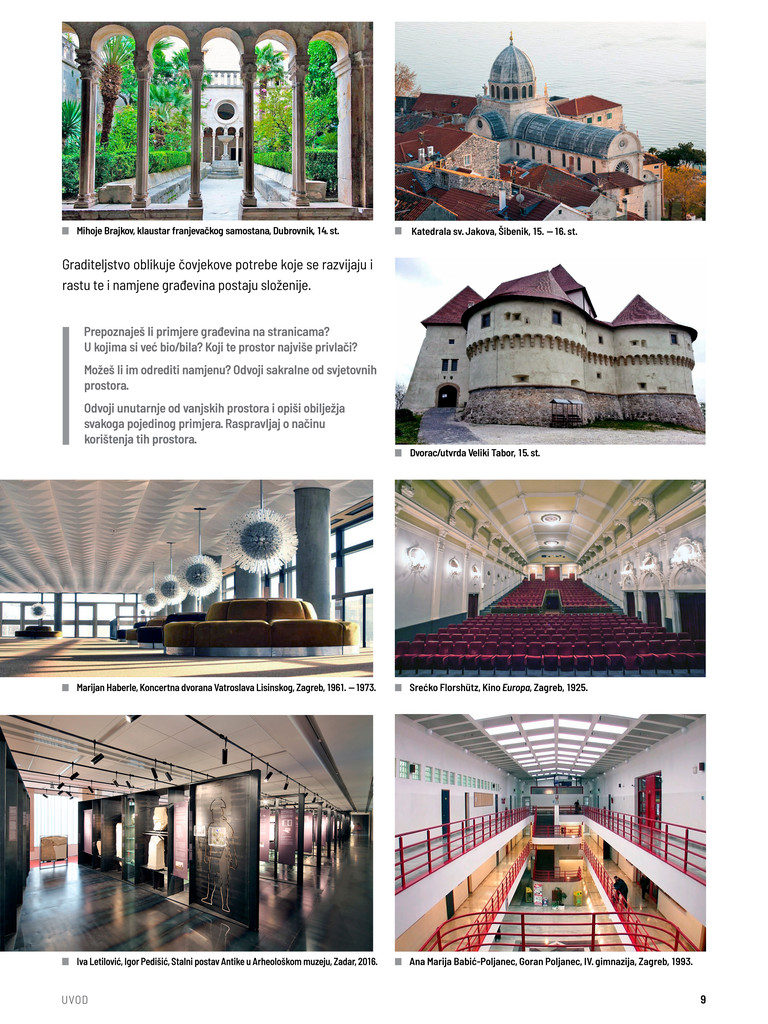 Mihoje Brajkov, klaustar franjevačkog samostana, Dubrovnik, 14. st.
Katedrala sv. Jakova, Šibenik, 15. – 16. st.
Graditeljstvo oblikuje čovjekove potrebe koje se razvijaju i
rastu te i namjene građevina postaju složenije.
Prepoznaješ li primjere građevina na stranicama?
U kojima si već bio/bila? Koji te prostor najviše privlači?
Možeš li im odrediti namjenu? Odvoji sakralne od svjetovnih
prostora.
Odvoji unutarnje od vanjskih prostora i opiši obilježja
svakoga pojedinog primjera. Raspravljaj o načinu
korištenja tih prostora.
Dvorac/utvrda Veliki Tabor, 15. st.
Marijan Haberle, Koncertna dvorana Vatroslava Lisinskog, Zagreb, 1961. – 1973.
Srećko Florshütz, Kino Europa, Zagreb, 1925.
Iva Letilović, Igor Pedišić, Stalni postav Antike u Arheološkom muzeju, Zadar, 2016.
Ana Marija Babić-Poljanec, Goran Poljanec, IV. gimnazija, Zagreb, 1993.
UVOD
9